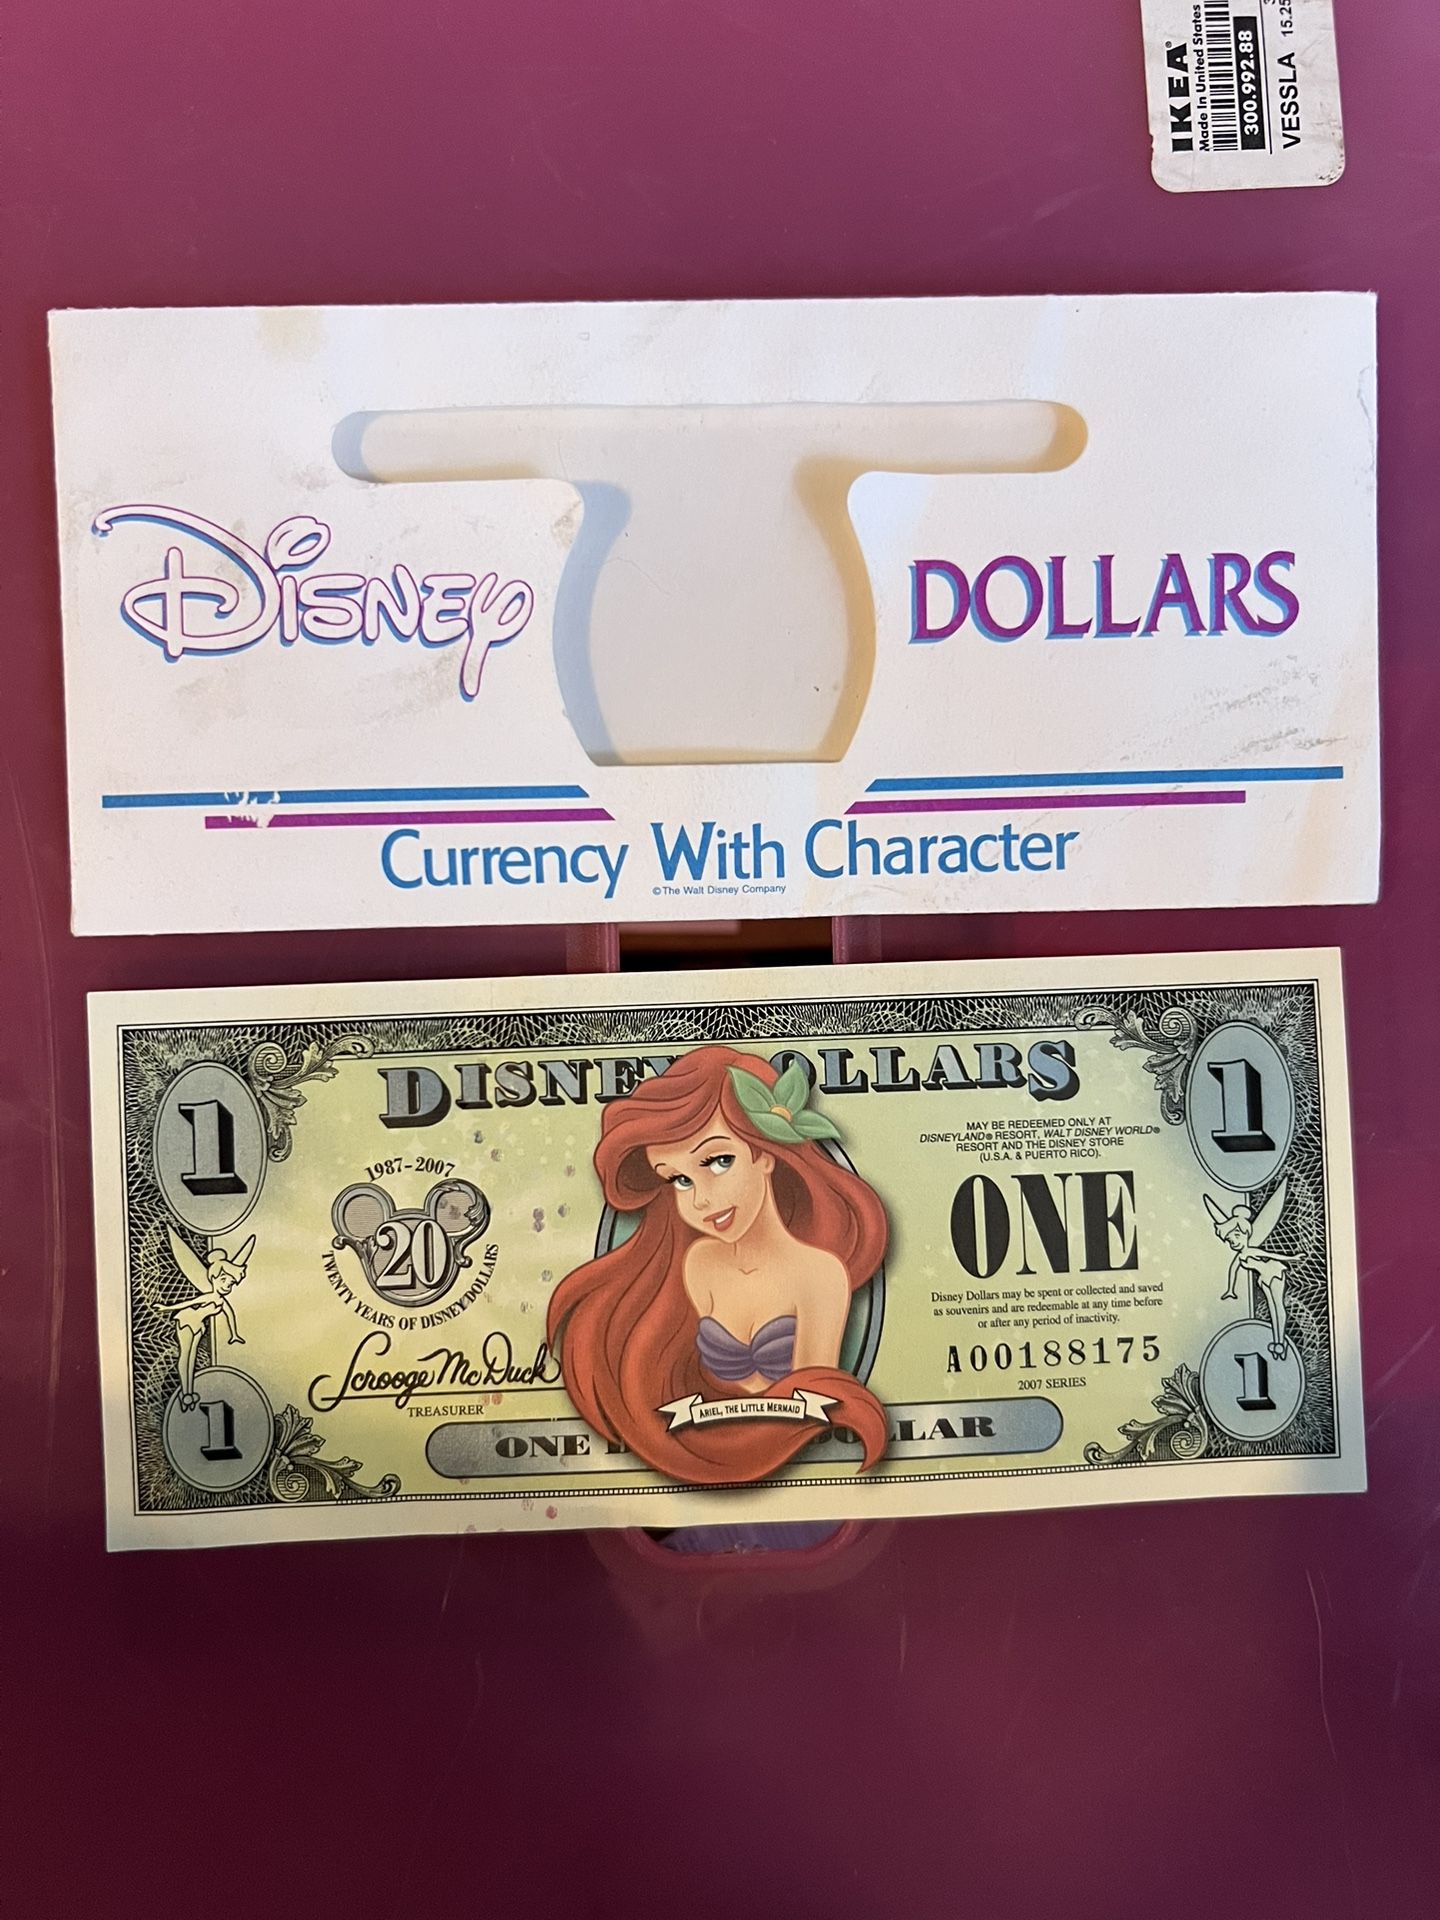 IKEA®
Made in United States
300.992.88
VESSLA 15.25
DISNEY DOLLARS
Currency With Character
©The Walt Disney Company
DISNEY DOLLARS
1
1
MAY BE REDEEMED ONLY AT
DISNEYLAND® RESORT, WALT DISNEY WORLD®
RESORT AND THE DISNEY STORE
(U.S.A. & PUERTO RICO).
1987-2007
20
TWENTY YEARS OF DISNEY DOLLARS
ONE
Disney Dollars may be spent or collected and saved
as souvenirs and are redeemable at any time before
or after any period of inactivity.
A00188175
2007 SERIES
Scrooge McDuck
TREASURER
ARIEL, THE LITTLE MERMAID
1
1
ONE D LLAR